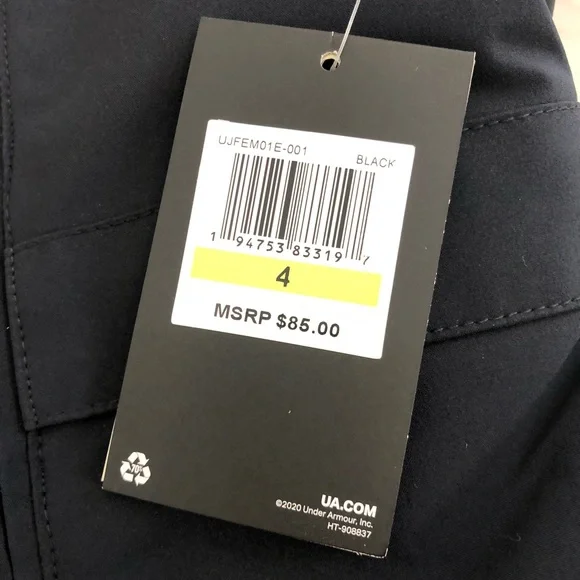 UJFEM01E-001 BLACK
1 94753 83319 7
4
MSRP $85.00
70%
UA.COM
©2020 Under Armour, Inc.
HT-908837